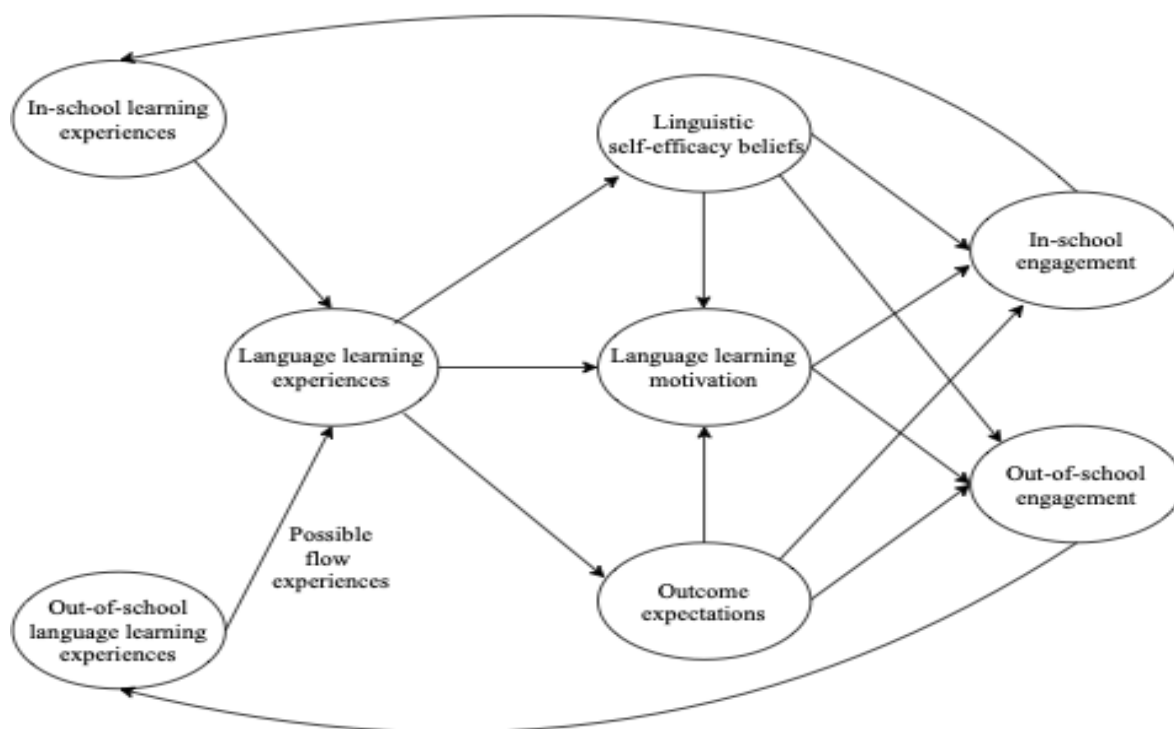 In-school learning
experiences
Linguistic
self-efficacy beliefs
In-school
engagement
Language learning
experiences
Language learning
motivation
Out-of-school
engagement
Possible
flow
experiences
Outcome
expectations
Out-of-school
language learning
experiences